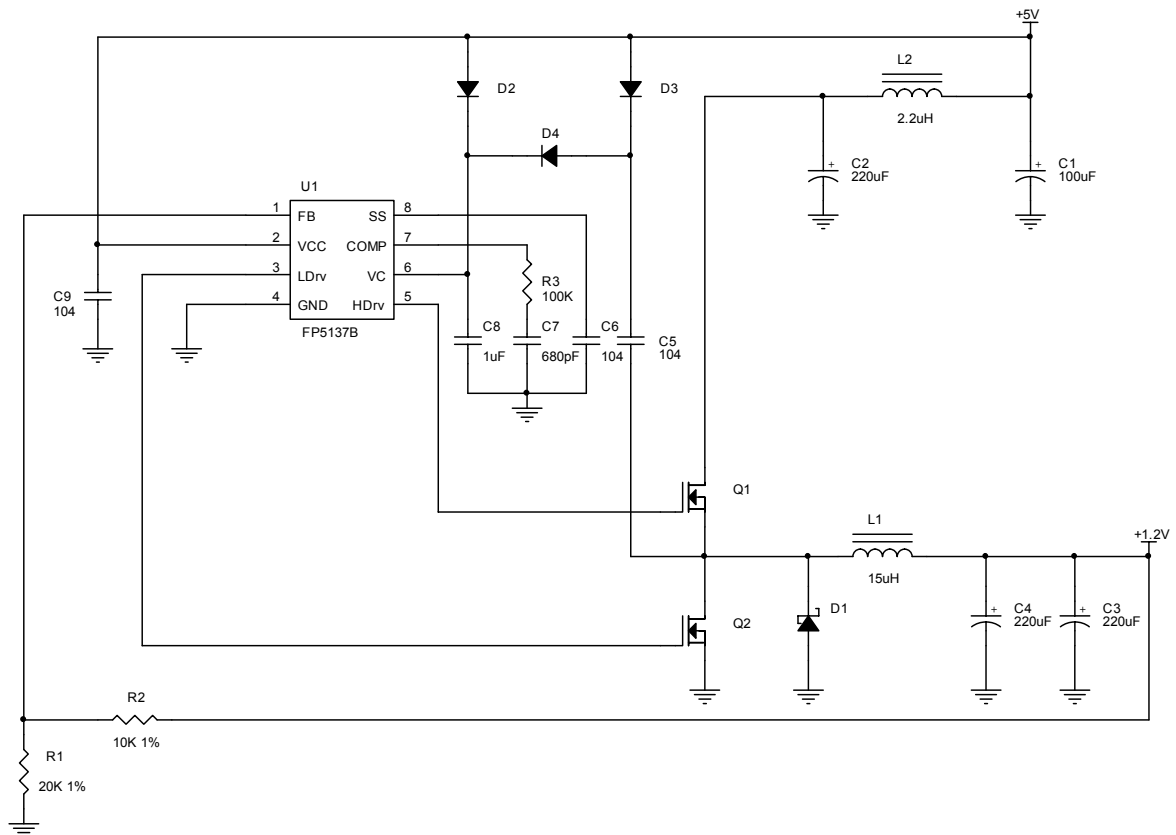 +5V
L2
2.2uH
D2
D3
D4
C2
220uF
C1
100uF
U1
1
FB
SS
8
2
VCC
COMP
7
3
LDrv
VC
6
4
GND
HDrv
5
FP5137B
R3
100K
C9
104
C8
1uF
C7
680pF
C6
104
C5
104
Q1
L1
15uH
+1.2V
Q2
D1
C4
220uF
C3
220uF
R2
10K 1%
R1
20K 1%